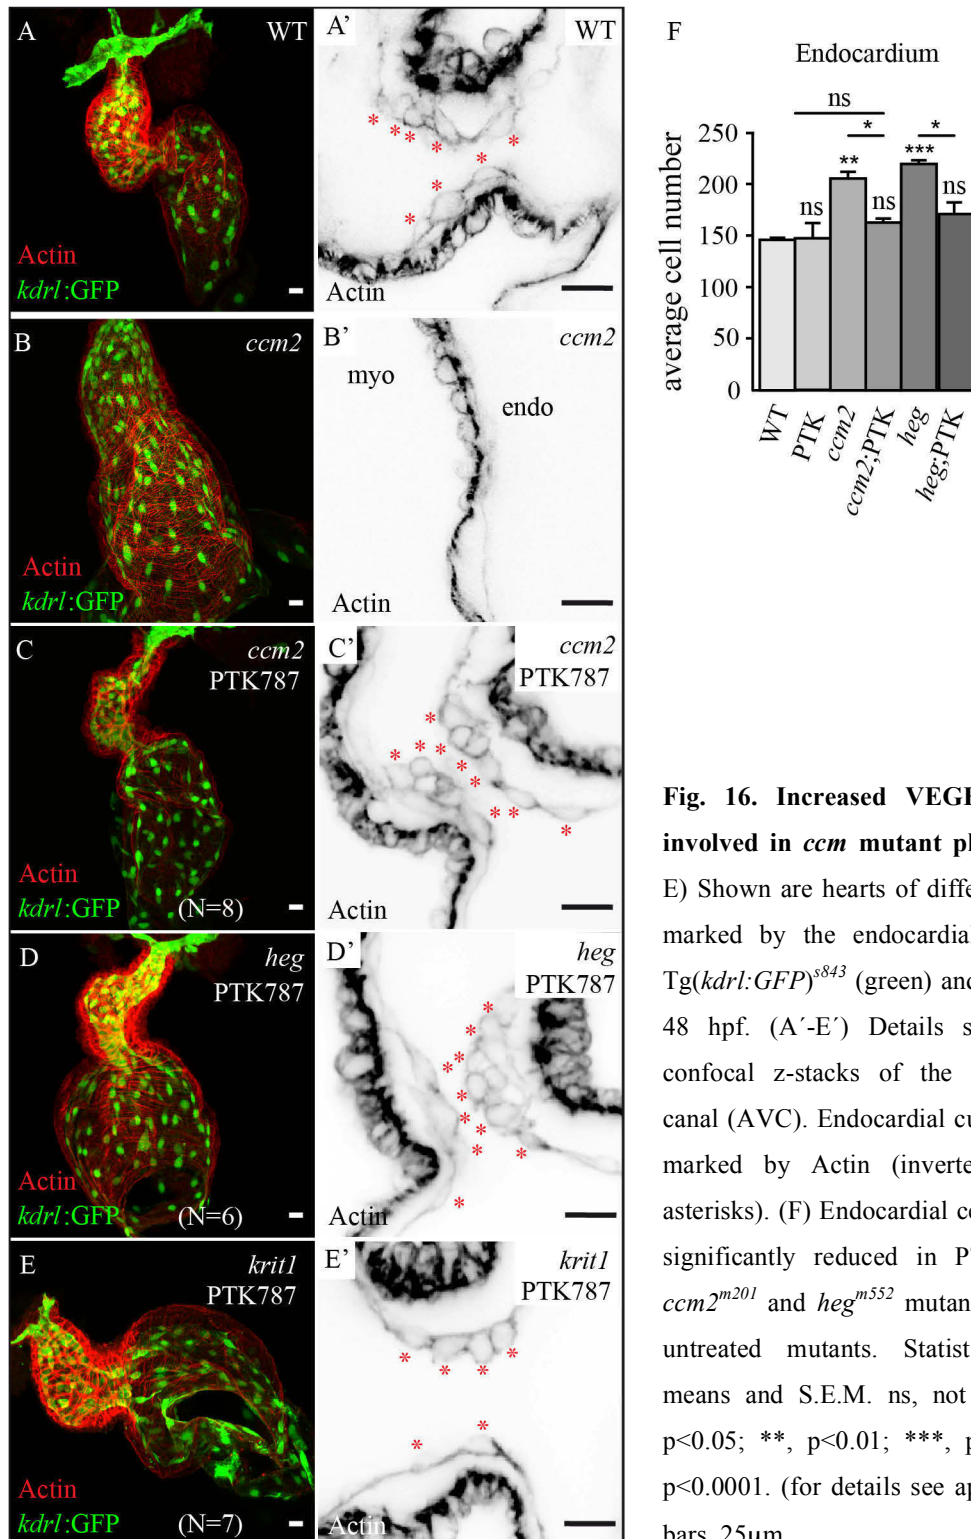 A
WT
Actin
kdrl:GFP
A'
WT
* * * * * * * *
Actin
B
ccm2
Actin
kdrl:GFP
B'
ccm2
myo
endo
Actin
C
ccm2
PTK787
Actin
kdrl:GFP
(N=8)
C'
ccm2
PTK787
* * * * * * * * *
Actin
D
heg
PTK787
Actin
kdrl:GFP
(N=6)
D'
heg
PTK787
* * * * * * * * * *
Actin
E
krit1
PTK787
Actin
kdrl:GFP
(N=7)
E'
krit1
PTK787
* * * * * *
Actin
F
Endocardium
average cell number
250
200
150
100
50
0
ns
* *
ns ** ns *** ns
WT
PTK
ccm2
ccm2;PTK
heg
heg;PTK
Fig. 16. Increased
involved in ccm mutant
E) Shown are hearts of
marked by the endocardial
Tg(kdrl:GFP)s843 (green) and
48 hpf. (A´-E´) Details
confocal z-stacks of the
canal (AVC). Endocardial
marked by Actin
asterisks). (F) Endocardial
significantly reduced in
ccm2m201 and hegm552 mutan
untreated mutants.
means and S.E.M. ns, not
p<0.05; **, p<0.01; ***,
p<0.0001. (for details see
bars, 25µm